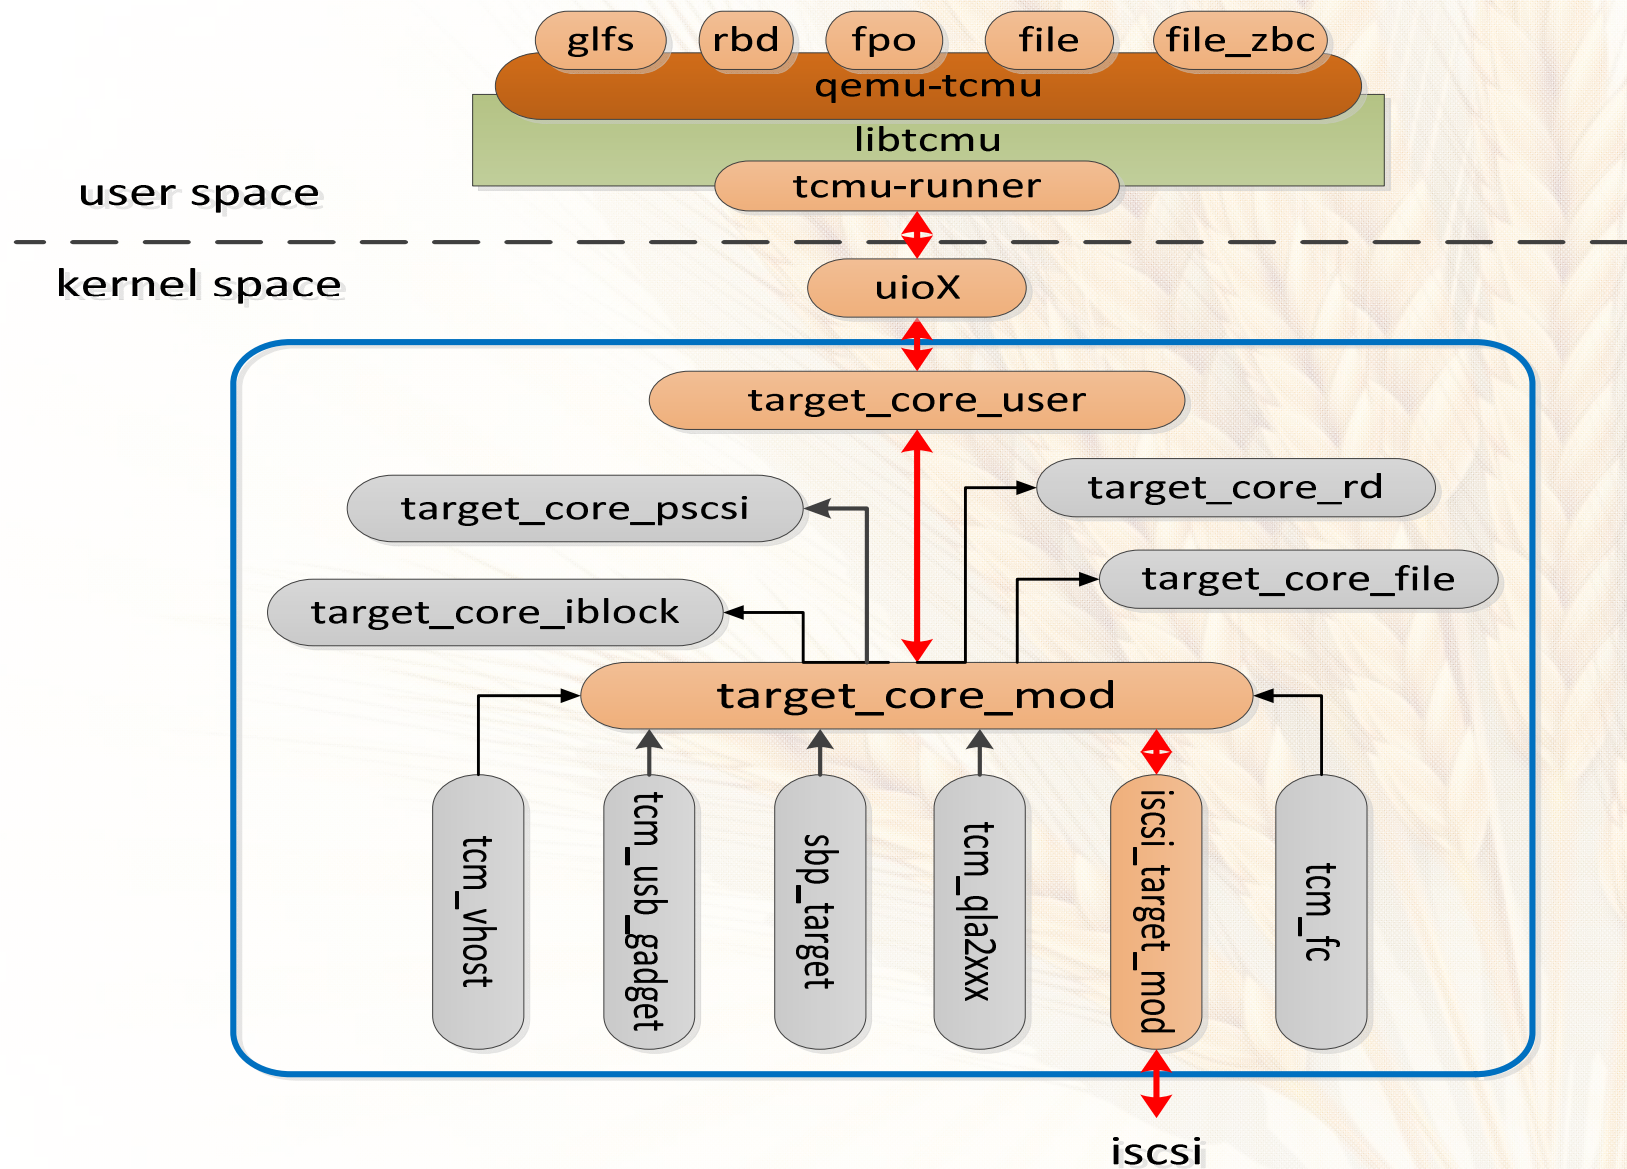 glfs
rbd
fpo
file
file_zbc
qemu-tcmu
libtcmu
tcmu-runner
user space
kernel space
uioX
target_core_user
target_core_rd
target_core_pscsi
target_core_file
target_core_iblock
target_core_mod
tcm_vhost
tcm_usb_gadget
sbp_target
tcm_qla2xxx
iscsi_target_mod
tcm_fc
iscsi